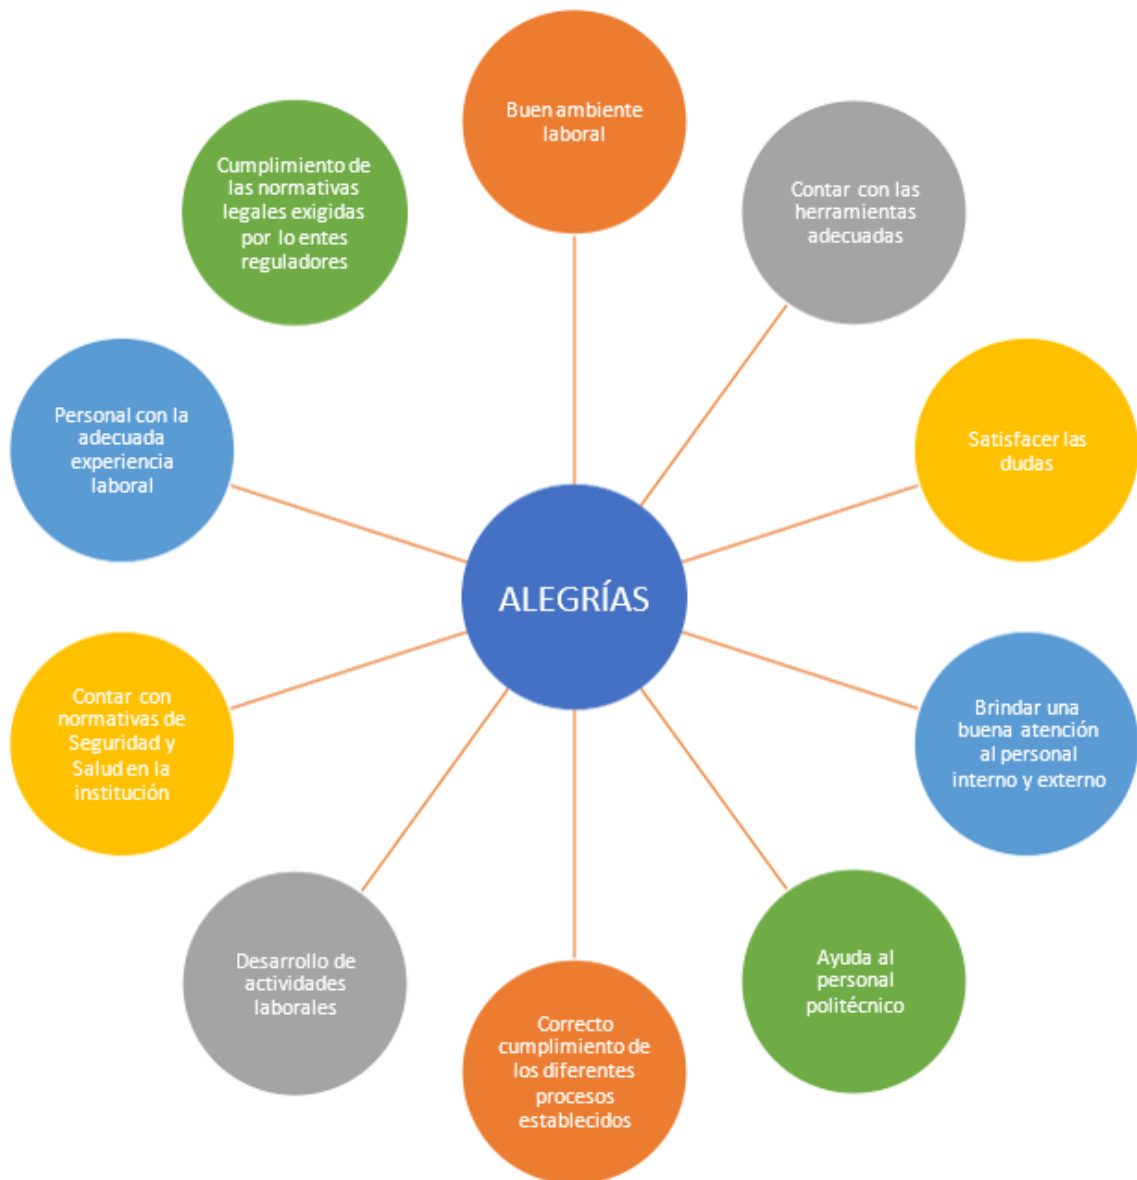 Buen ambiente
laboral
Contar con las
herramientas
adecuadas
Satisfacer las
dudas
Brindar una
buena atención
al personal
interno y externo
Ayuda al
personal
politécnico
Correcto
cumplimiento de
los diferentes
procesos
establecidos
Desarrollo de
actividades
laborales
Contar con
normativas de
Seguridad y
Salud en la
institución
Personal con la
adecuada
experiencia
laboral
Cumplimiento de
las normativas
legales exigidas
por lo entes
reguladores
ALEGRÍAS